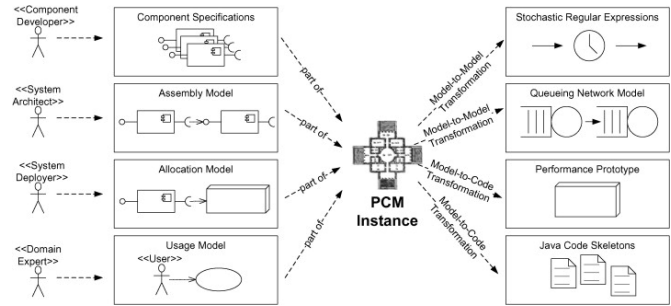 <<Component
Developer>>
Component Specifications
<<System
Architect>>
Assembly Model
<<System
Deployer>>
Allocation Model
<<Domain
Expert>>
Usage Model
<<User>>
part of
part of
part of
part of
PCM
Instance
Model-to-Model
Transformation
Model-to-Model
Transformation
Model-to-Code
Transformation
Model-to-Code
Transformation
Stochastic Regular Expressions
Queueing Network Model
Performance Prototype
Java Code Skeletons